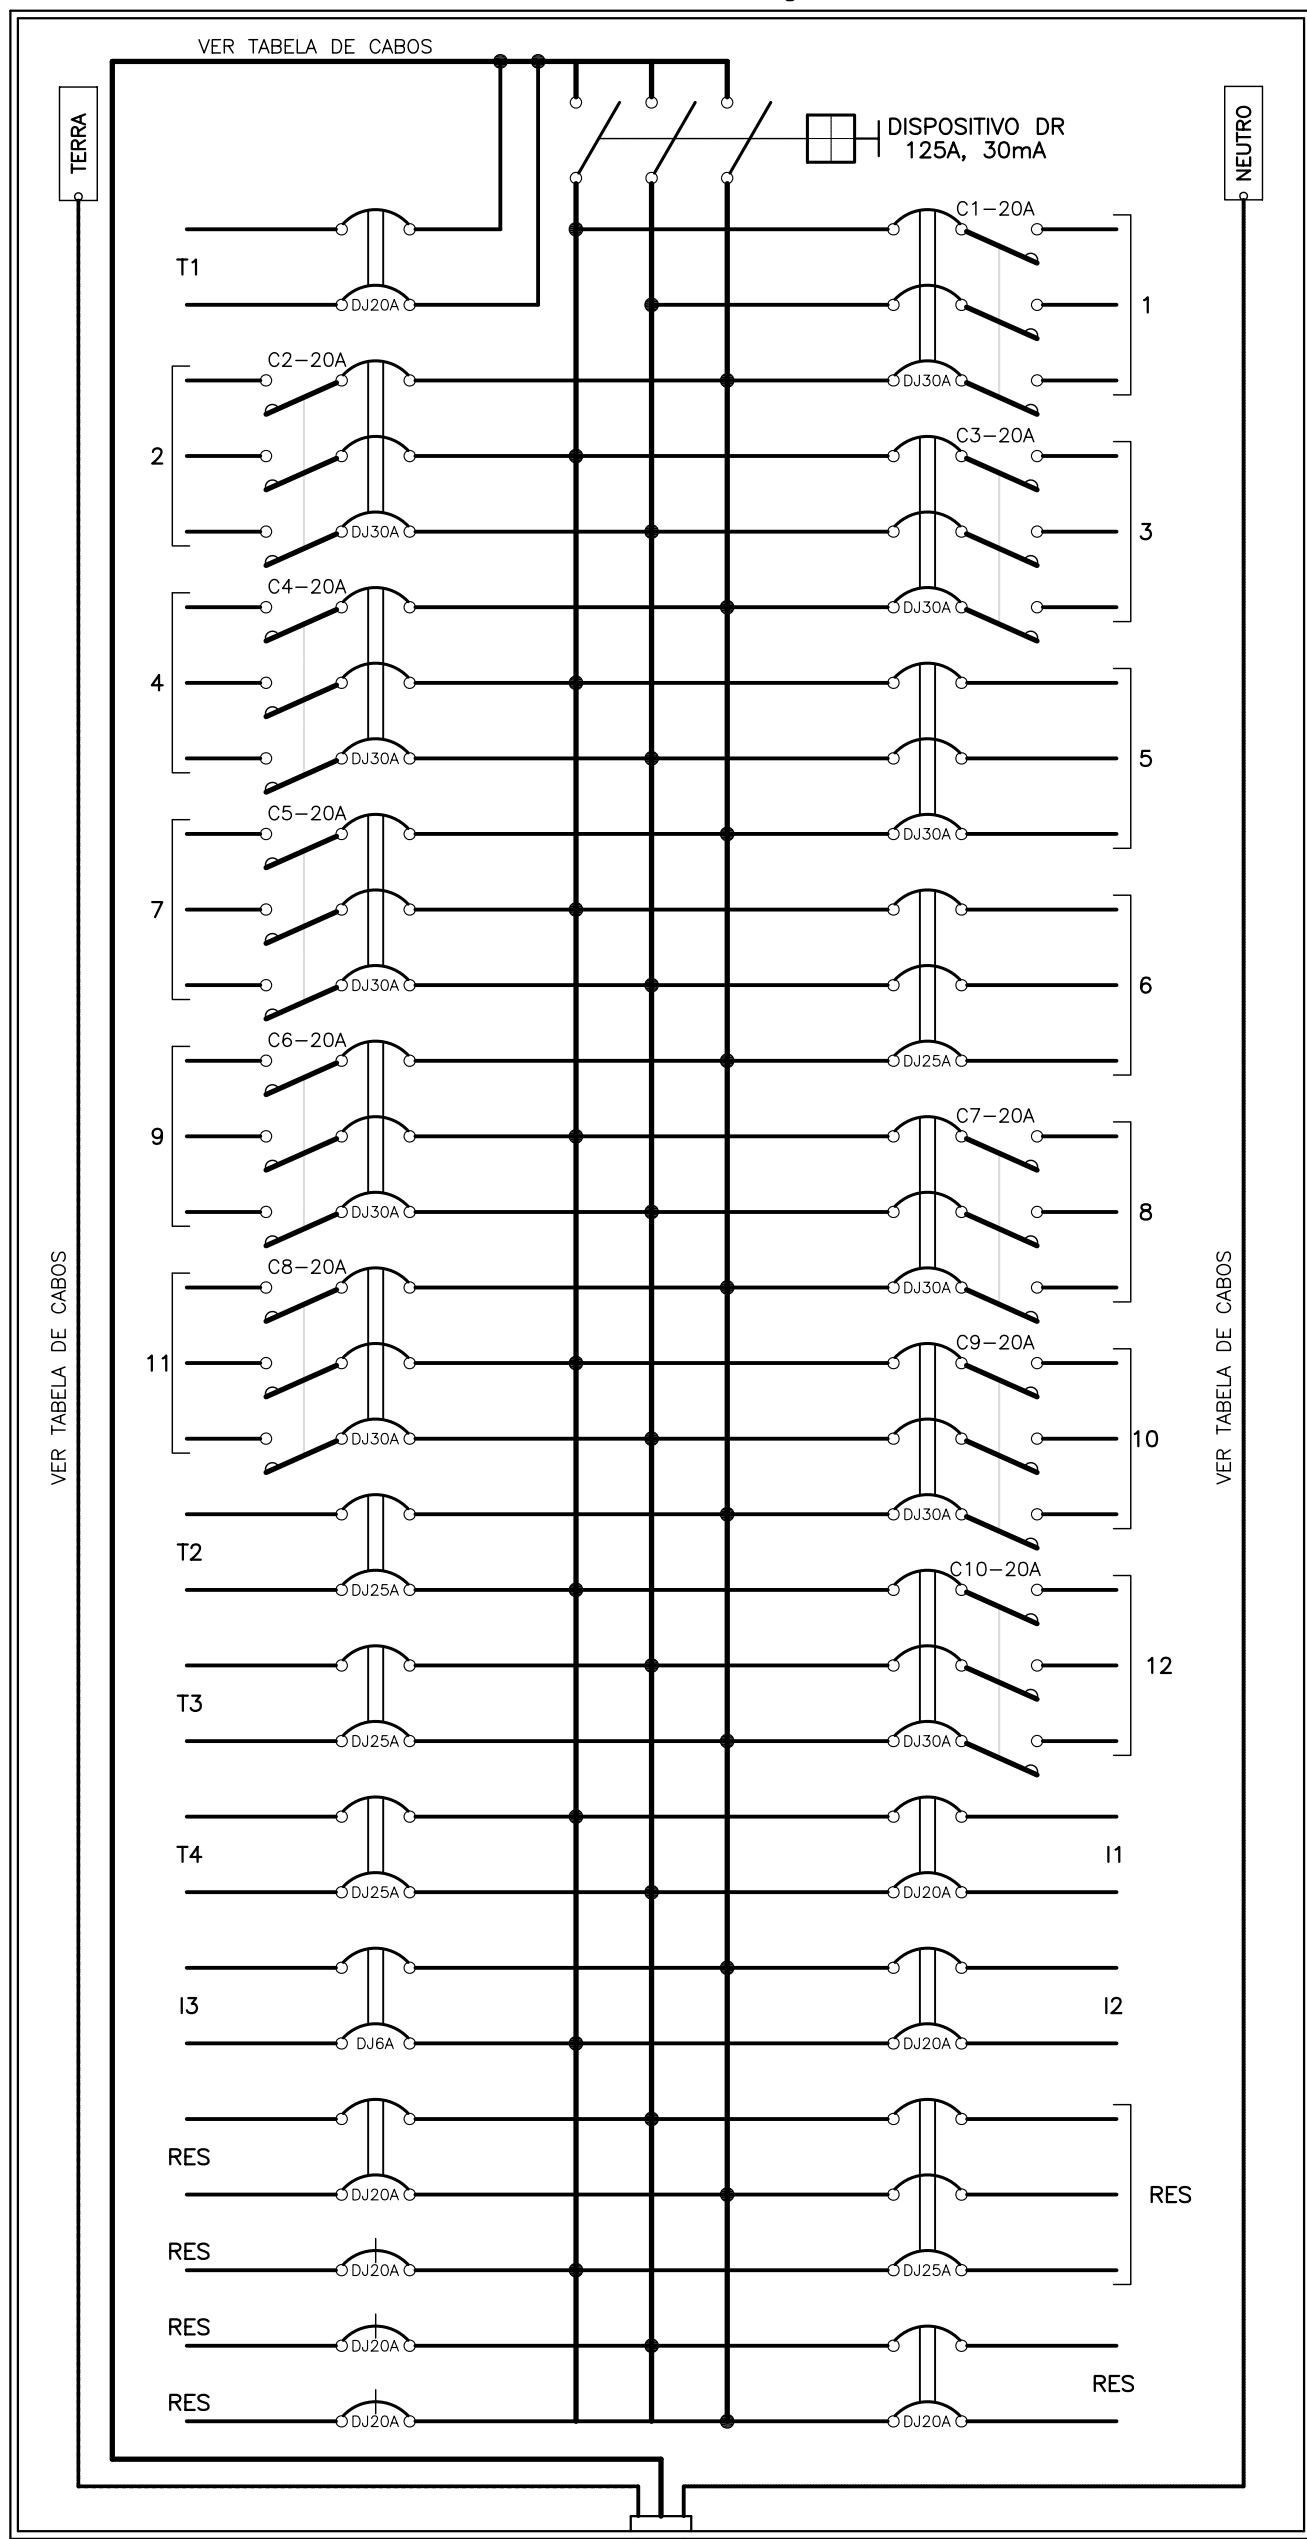 VER TABELA DE CABOS
TERRA
NEUTRO
DISPOSITIVO DR
125A, 30mA
C1-20A
T1
DJ20A
1
C2-20A
DJ30A
C3-20A
2
DJ30A
3
C4-20A
DJ30A
4
DJ30A
5
C5-20A
DJ30A
7
DJ30A
6
C6-20A
DJ25A
C7-20A
9
DJ30A
8
C8-20A
DJ30A
C9-20A
11
DJ30A
10
DJ30A
T2
C10-20A
DJ25A
12
T3
DJ25A
DJ30A
T4
I1
DJ25A
DJ20A
I3
I2
DJ6A
DJ20A
RES
DJ20A
RES
RES
DJ20A
DJ25A
RES
DJ20A
RES
RES
DJ20A
DJ20A
VER TABELA DE CABOS
VER TABELA DE CABOS